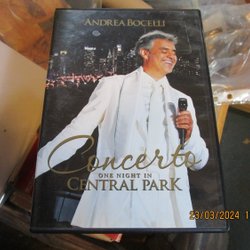 ANDREA BOCELLI
Concerto
ONE NIGHT IN
CENTRAL PARK
23/03/2024